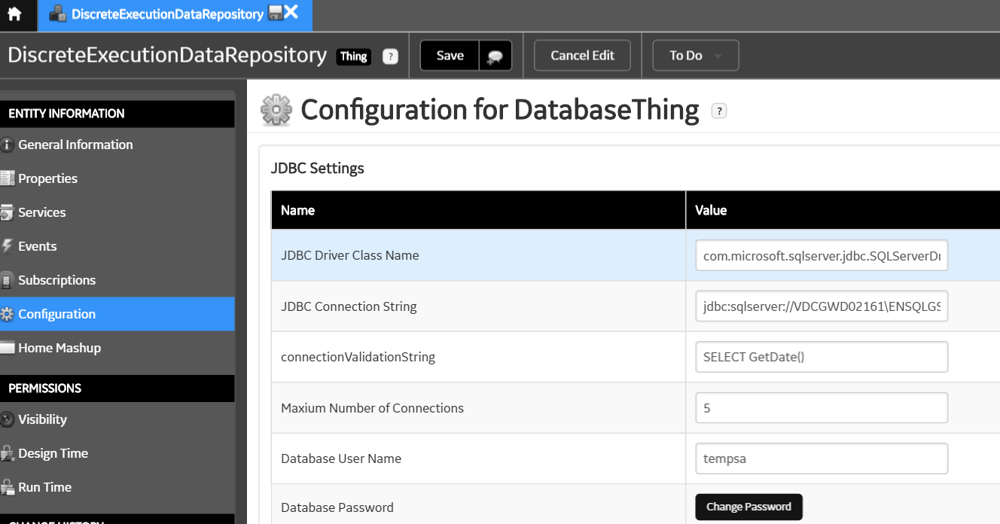 DiscreteExecutionDataRepository
DiscreteExecutionDataRepository Thing ? Save Cancel Edit To Do
ENTITY INFORMATION
General Information
Properties
Services
Events
Subscriptions
Configuration
Home Mashup
PERMISSIONS
Visibility
Design Time
Run Time
CHANGE HISTORY
Configuration for DatabaseThing ?
JDBC Settings
Name Value
JDBC Driver Class Name com.microsoft.sqlserver.jdbc.SQLServerDr
JDBC Connection String jdbc:sqlserver://VDCGWD02161\ENSQLGS
connectionValidationString SELECT GetDate()
Maxium Number of Connections 5
Database User Name tempsa
Database Password Change Password